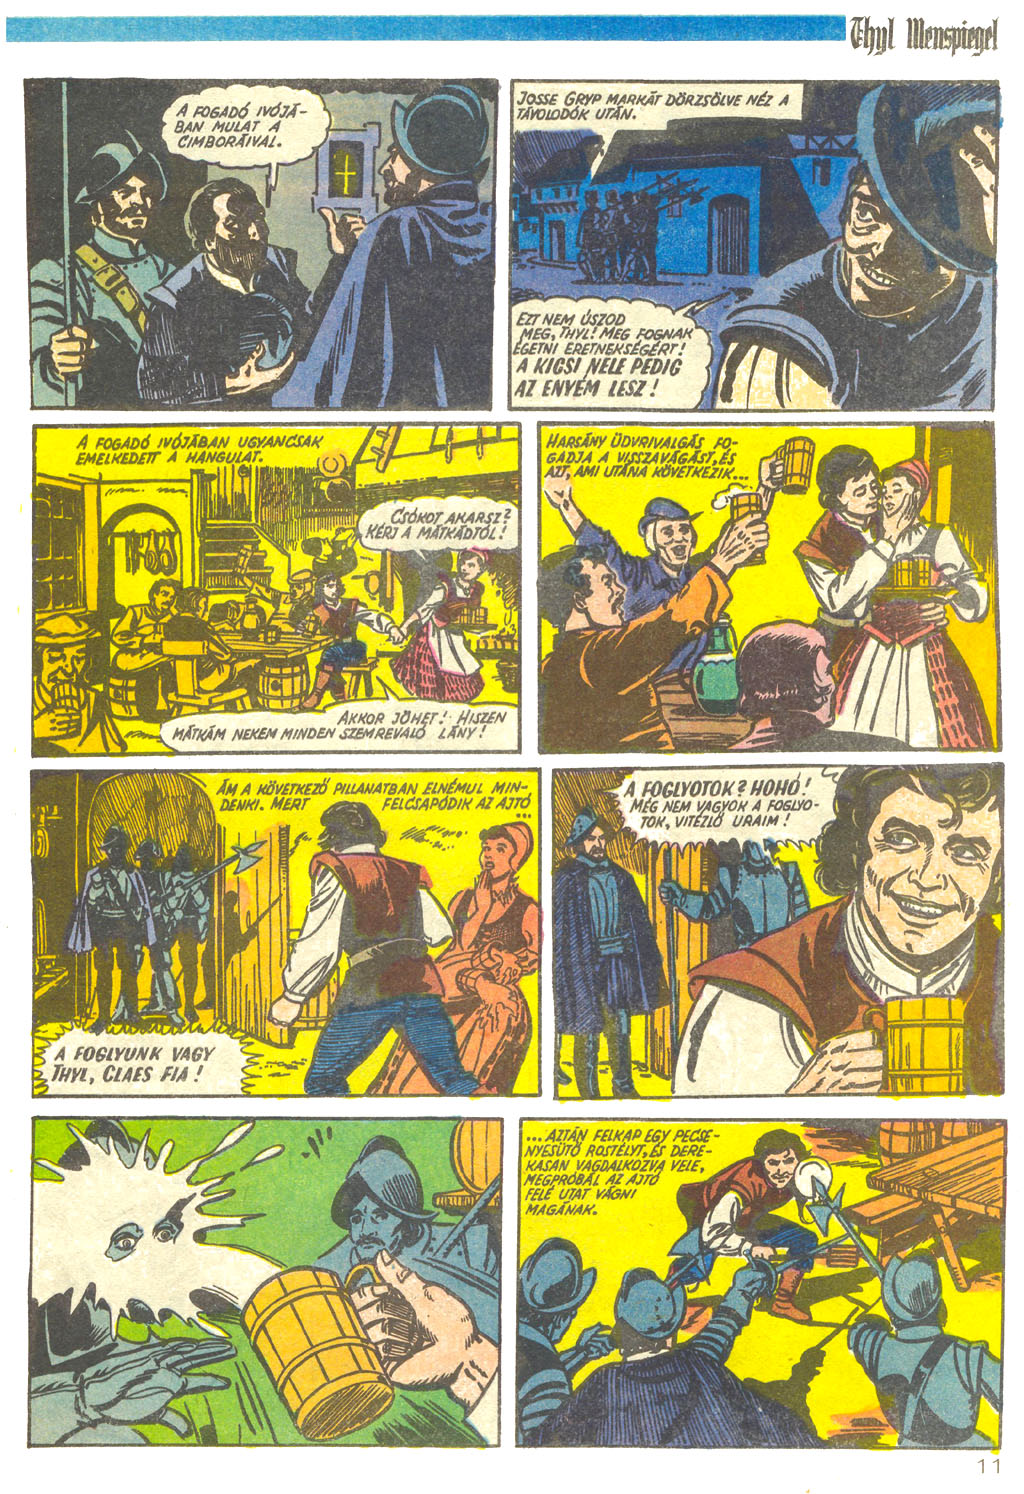 Thyl Ulenspiegel
A FOGADÓ IVÓJÁ-
BAN MULAT A
CIMBORÁIVAL.
JOSSE GRYP MARKÁT DÖRZSÖLVE NÉZ A
TÁVOLODÓK UTÁN.
EZT NEM ÚSZOD
MEG, THYL! MEG FOGNAK
ÉGETNI ERETNEKSÉGÉRT!
A KICSI NELE PEDIG
AZ ENYÉM LESZ!
A FOGADÓ IVÓJÁBAN UGYANCSAK
EMELKEDETT A HANGULAT.
CSÓKOT AKARSZ?
KÉRJ A MÁTKÁDTÓL!
AKKOR JÖHET! HISZEN
MÁTKÁM NEKEM MINDEN SZEMREVALÓ LÁNY!
HARSÁNY ÜDVRIVALGÁS FO-
GADJA A VISSZAVÁGÁST, ÉS
AZT, AMI UTÁNA KÖVETKEZIK...
ÁM A KÖVETKEZŐ PILLANATBAN ELNÉMUL MIN-
DENKI. MERT FELCSAPÓDIK AZ AJTÓ
...
A FOGLYUNK VAGY
THYL, CLAES FIA!
A FOGLYOTOK? HOHÓ!
MÉG NEM VAGYOK A FOGLYO-
TOK, VITÉZLŐ URAIM!
... AZTÁN FELKAP EGY PECSE-
NYESÜTŐ ROSTÉLYT, ÉS DERE-
KASAN VAGDALKOZVA VELE,
MEGPRÓBÁL AZ AJTÓ
FELÉ UTAT VÁGNI
MAGÁNAK.
11